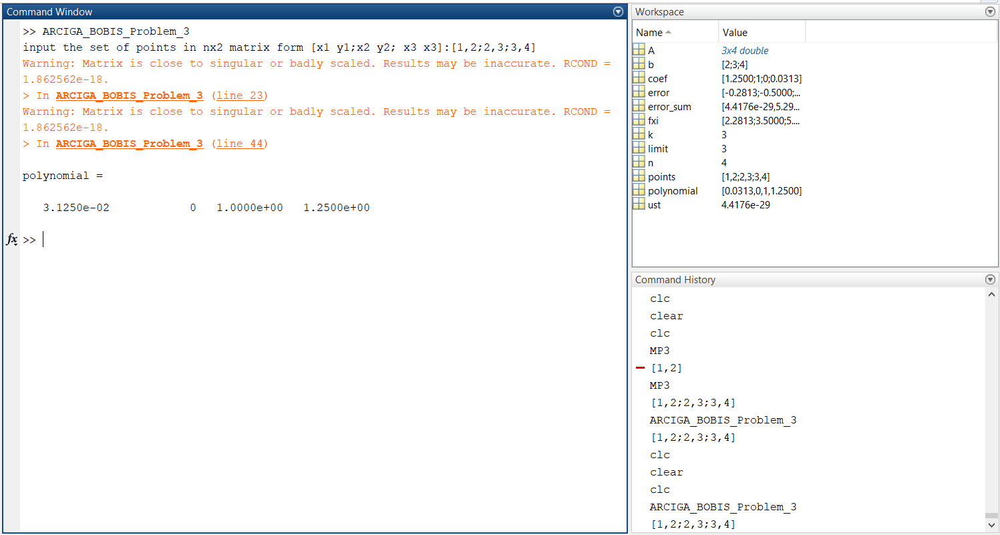 Command Window
>> ARCIGA_BOBIS_Problem_3
input the set of points in nx2 matrix form [x1 y1;x2 y2; x3 x3]:[1,2;2,3;3,4]
Warning: Matrix is close to singular or badly scaled. Results may be inaccurate. RCOND =
1.862562e-18.
> In ARCIGA_BOBIS_Problem_3 (line 23)
Warning: Matrix is close to singular or badly scaled. Results may be inaccurate. RCOND =
1.862562e-18.
> In ARCIGA_BOBIS_Problem_3 (line 44)
polynomial =
3.1250e-02 0 1.0000e+00 1.2500e+00
fx >>
Workspace
Name Value
A 3x4 double
b [2;3;4]
coef [1.2500;1;0;0.0313]
error [-0.2813;-0.5000;...
error_sum [4.4176e-29,5.29...
fxi [2.2813;3.5000;5....
k 3
limit 3
n 4
points [1,2;2,3;3,4]
polynomial [0.0313,0,1,1.2500]
ust 4.4176e-29
Command History
clc
clear
clc
MP3
[1,2]
MP3
[1,2;2,3;3,4]
ARCIGA_BOBIS_Problem_3
[1,2;2,3;3,4]
clc
clear
clc
ARCIGA_BOBIS_Problem_3
[1,2;2,3;3,4]